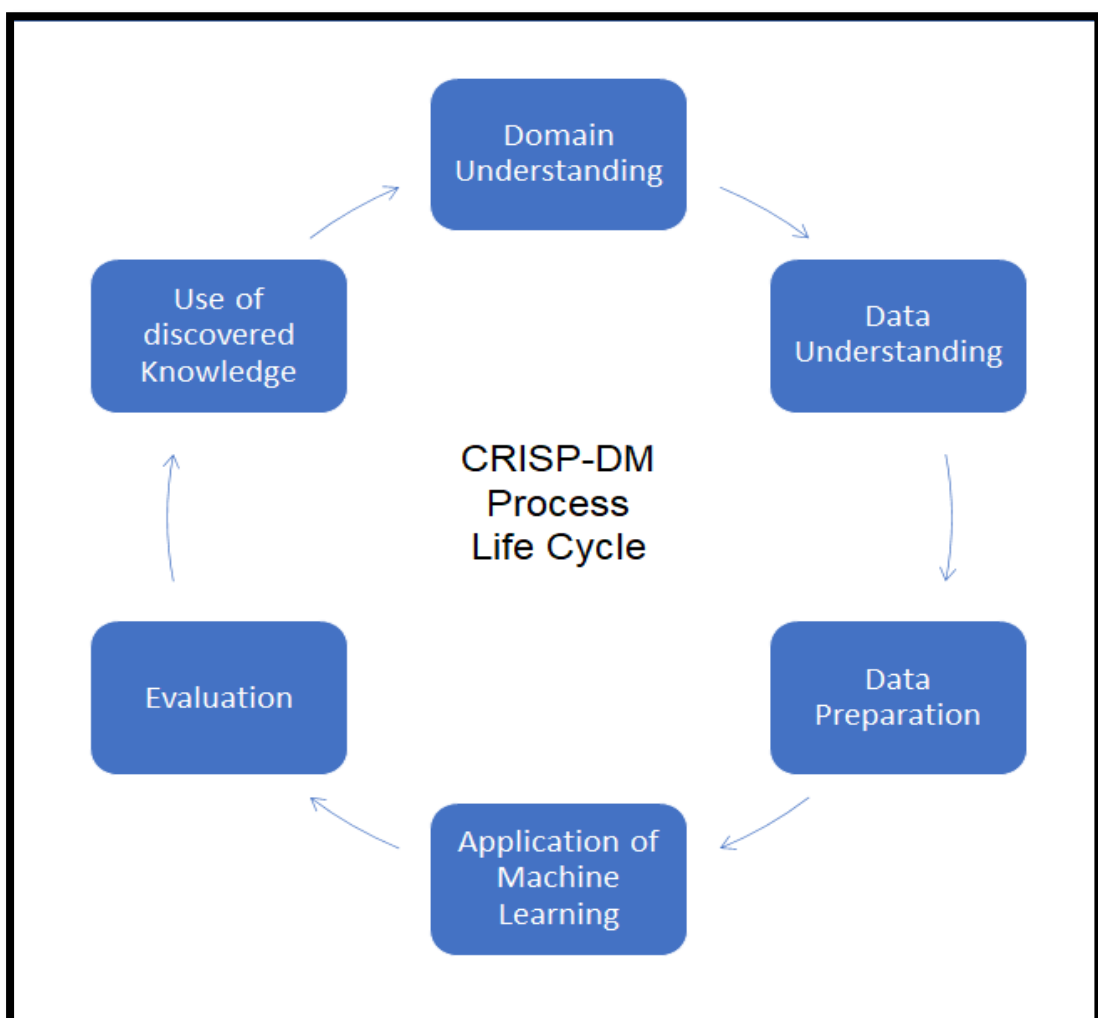 Domain
Understanding
Use of
discovered
Knowledge
Data
Understanding
CRISP-DM
Process
Life Cycle
Evaluation
Data
Preparation
Application of
Machine
Learning